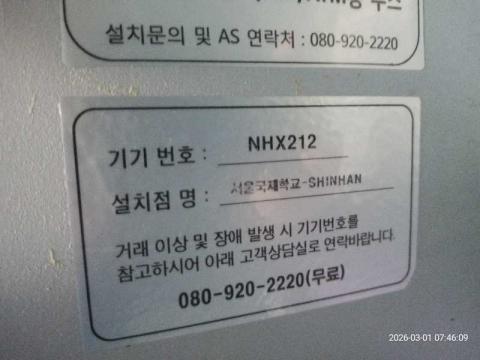 설치문의 및 AS 연락처 : 080-920-2220
기기 번호 : NHX212
설치점 명 : 서울국제학교-SHINHAN
거래 이상 및 장애 발생 시 기기번호를
참고하시어 아래 고객상담실로 연락바랍니다.
080-920-2220(무료)
2026-03-01 07:46:09